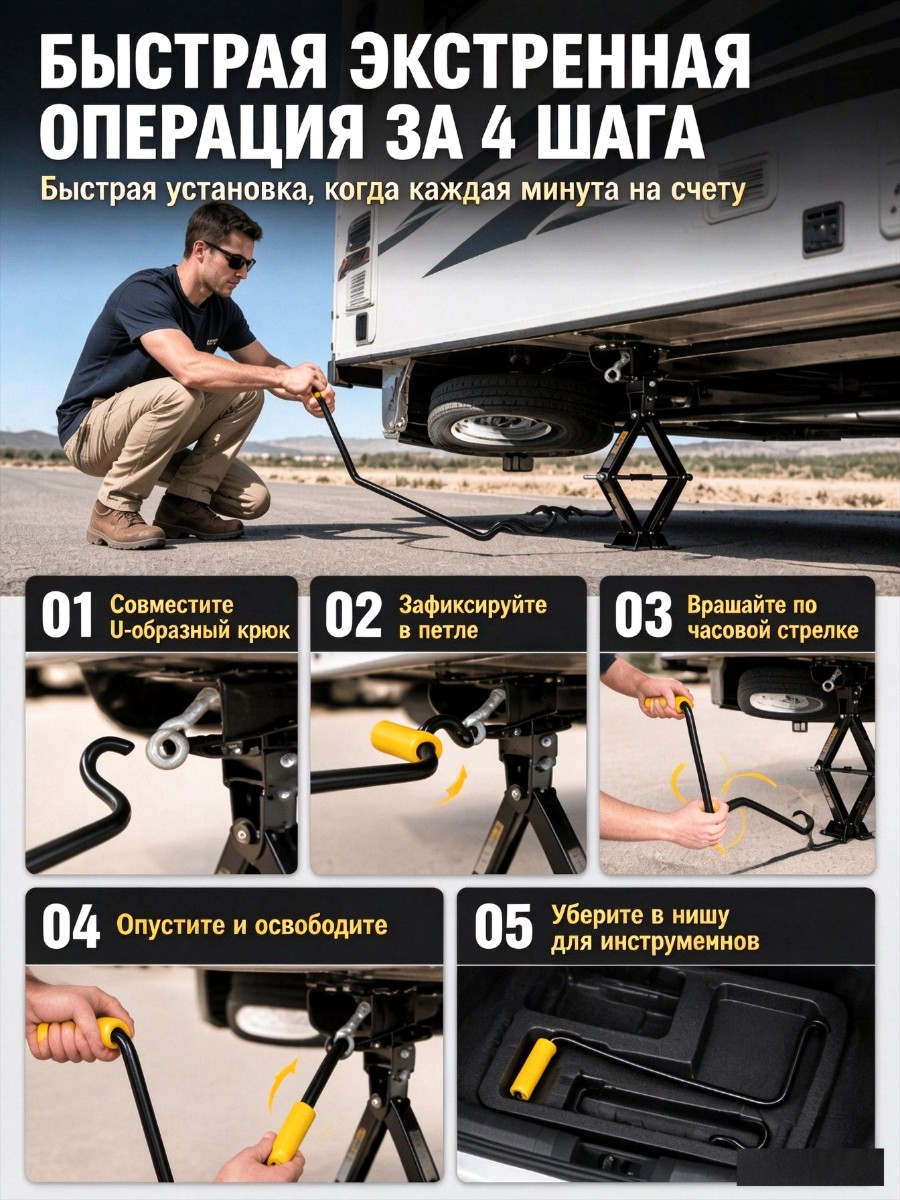 БЫСТРАЯ ЭКСТРЕННАЯ
ОПЕРАЦИЯ ЗА 4 ШАГА
Быстрая установка, когда каждая минута на счету
01 Совместите
U-образный крюк
02 Зафиксируйте
в петле
03 Вращайте по
часовой стрелке
04 Опустите и освободите
05 Уберите в нишу
для инструмемнов